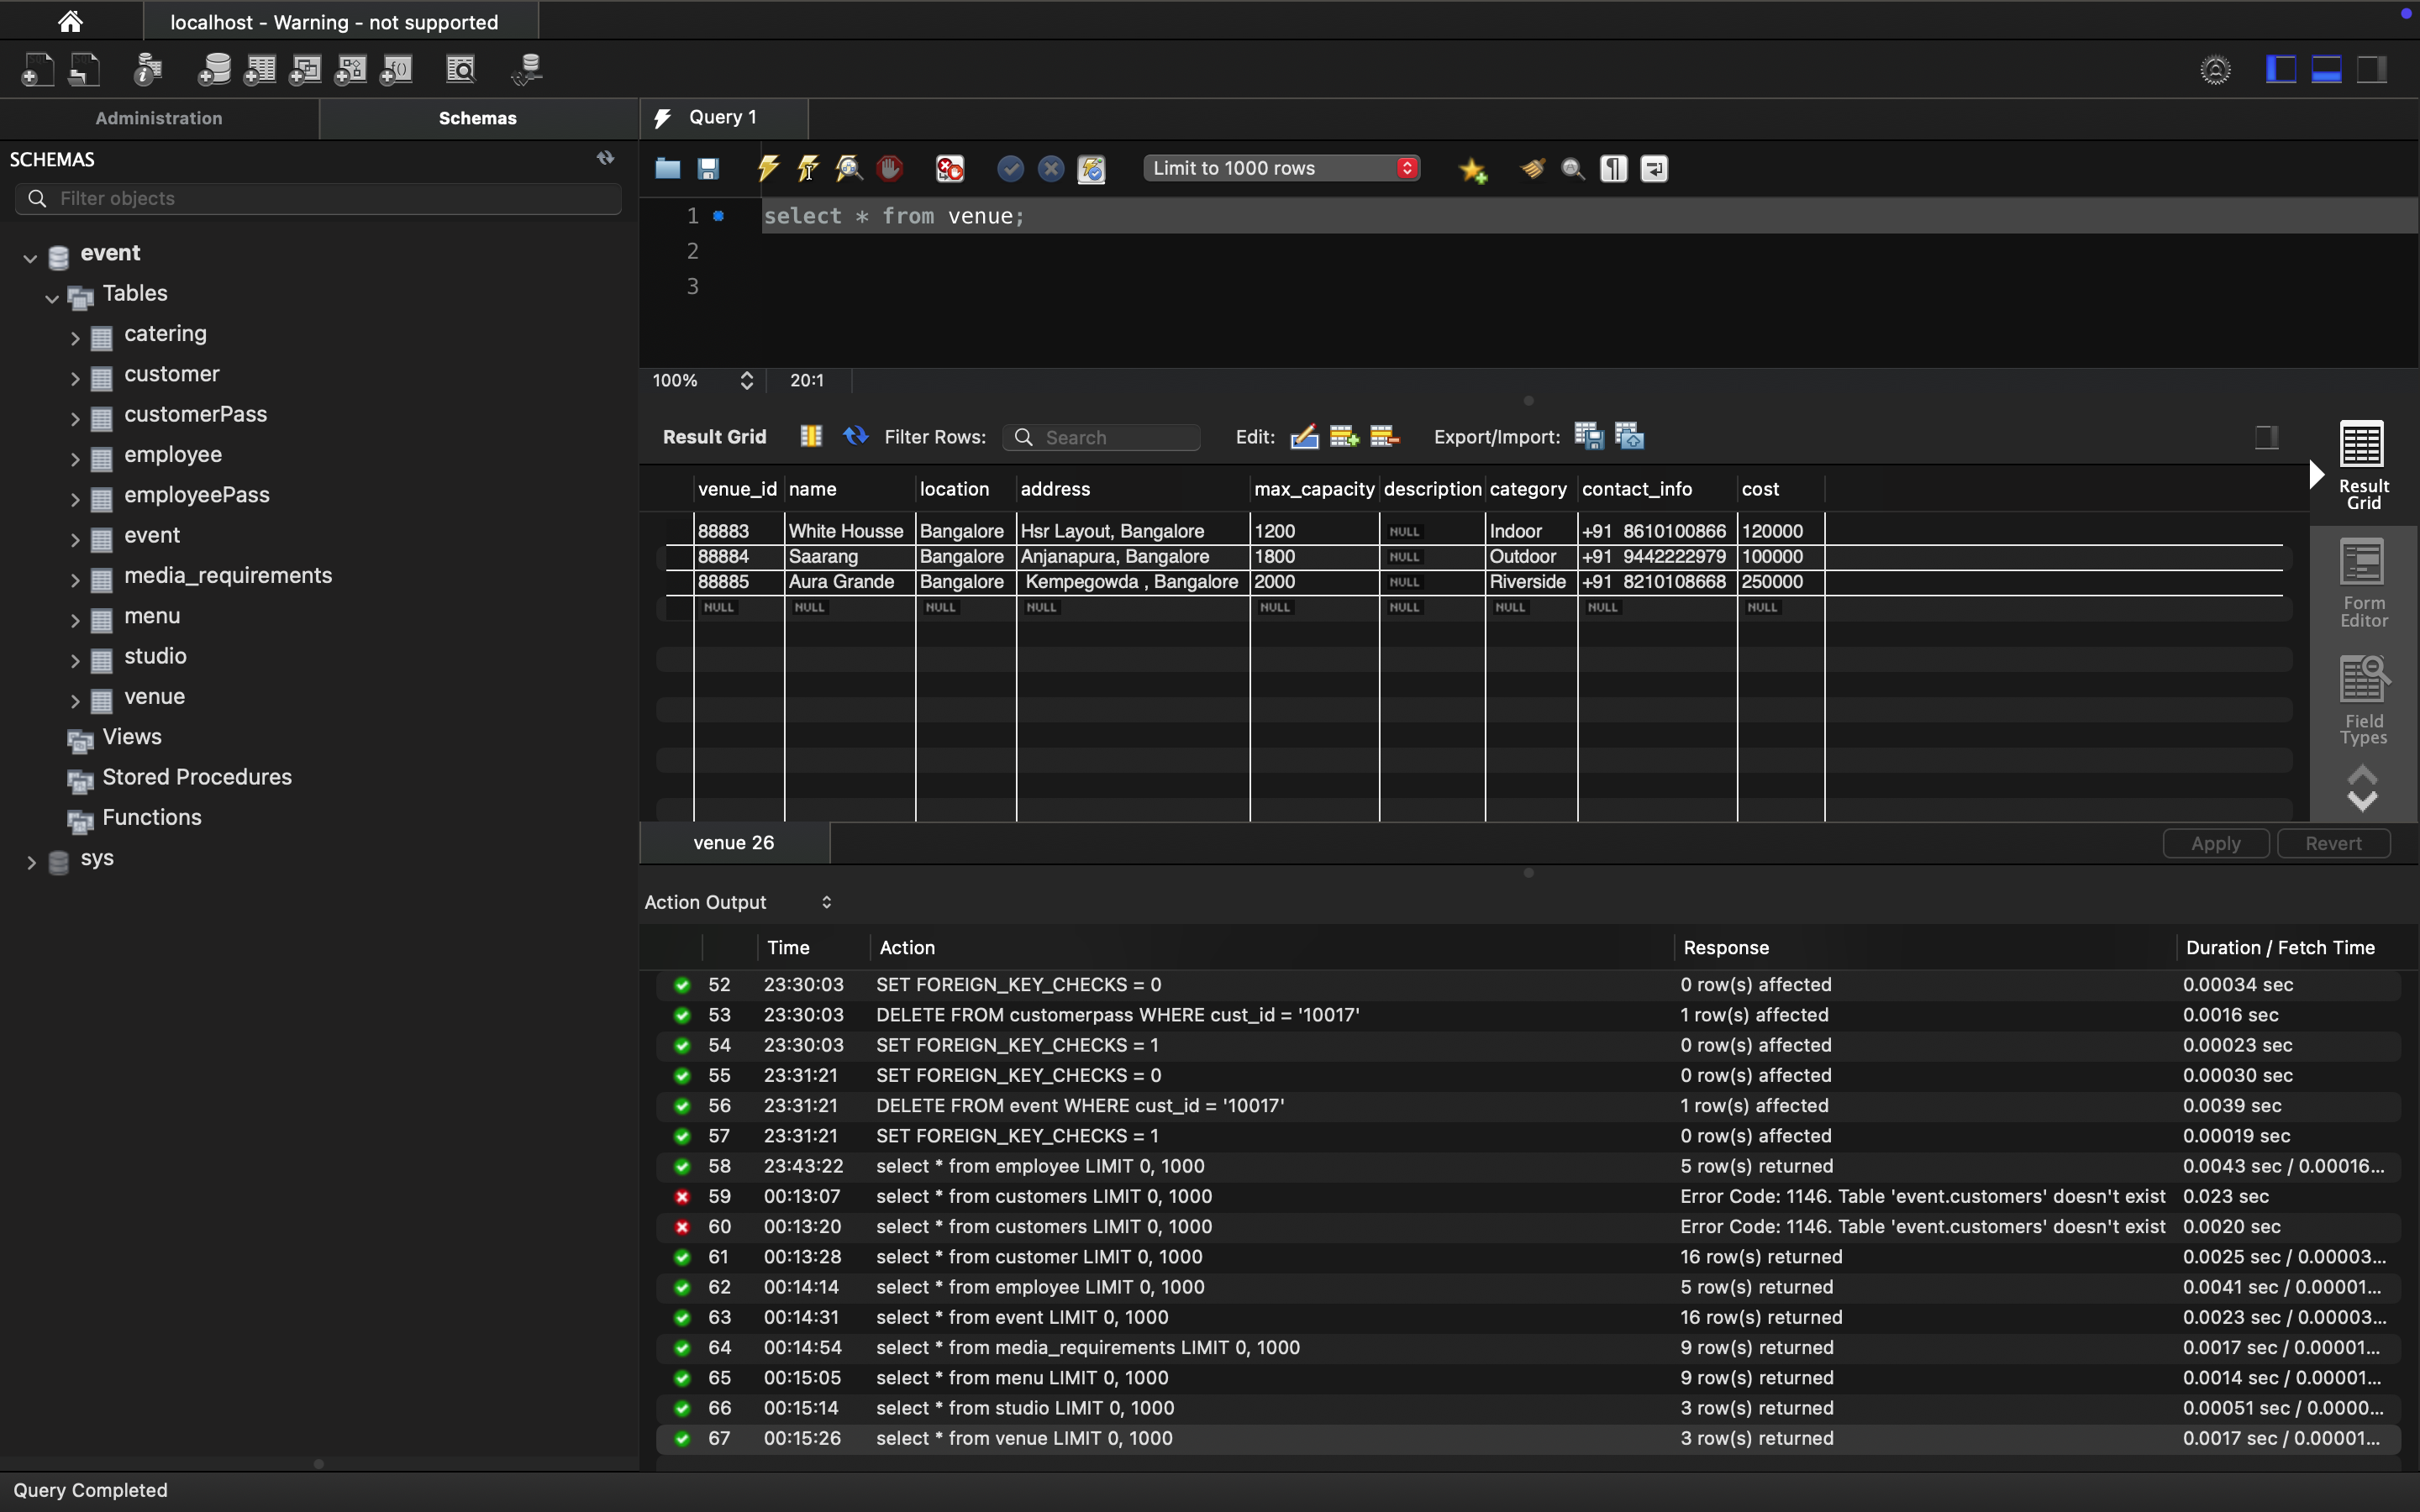 localhost - Warning - not supported
Administration
Schemas
Query 1
SCHEMAS
Filter objects
Limit to 1000 rows
1 select * from venue;
2
3
event
Tables
catering
customer
customerPass
employee
employeePass
event
media_requirements
menu
studio
venue
Views
Stored Procedures
Functions
sys
100% 20:1
Result Grid Filter Rows: Search Edit: Export/Import:
venue_id name location address max_capacity description category contact_info cost
88883 White Housse Bangalore Hsr Layout, Bangalore 1200 NULL Indoor +91 8610100866 120000
88884 Saarang Bangalore Anjanapura, Bangalore 1800 NULL Outdoor +91 9442222979 100000
88885 Aura Grande Bangalore Kempegowda , Bangalore 2000 NULL Riverside +91 8210108668 250000
NULL NULL NULL NULL NULL NULL NULL NULL NULL
Result
Grid
Form
Editor
Field
Types
venue 26
Apply
Revert
Action Output
Time Action Response Duration / Fetch Time
52 23:30:03 SET FOREIGN_KEY_CHECKS = 0 0 row(s) affected 0.00034 sec
53 23:30:03 DELETE FROM customerpass WHERE cust_id = '10017' 1 row(s) affected 0.0016 sec
54 23:30:03 SET FOREIGN_KEY_CHECKS = 1 0 row(s) affected 0.00023 sec
55 23:31:21 SET FOREIGN_KEY_CHECKS = 0 0 row(s) affected 0.00030 sec
56 23:31:21 DELETE FROM event WHERE cust_id = '10017' 1 row(s) affected 0.0039 sec
57 23:31:21 SET FOREIGN_KEY_CHECKS = 1 0 row(s) affected 0.00019 sec
58 23:43:22 select * from employee LIMIT 0, 1000 5 row(s) returned 0.0043 sec / 0.00016...
59 00:13:07 select * from customers LIMIT 0, 1000 Error Code: 1146. Table 'event.customers' doesn't exist 0.023 sec
60 00:13:20 select * from customers LIMIT 0, 1000 Error Code: 1146. Table 'event.customers' doesn't exist 0.0020 sec
61 00:13:28 select * from customer LIMIT 0, 1000 16 row(s) returned 0.0025 sec / 0.00003...
62 00:14:14 select * from employee LIMIT 0, 1000 5 row(s) returned 0.0041 sec / 0.00001...
63 00:14:31 select * from event LIMIT 0, 1000 16 row(s) returned 0.0023 sec / 0.00003...
64 00:14:54 select * from media_requirements LIMIT 0, 1000 9 row(s) returned 0.0017 sec / 0.00001...
65 00:15:05 select * from menu LIMIT 0, 1000 9 row(s) returned 0.0014 sec / 0.00001...
66 00:15:14 select * from studio LIMIT 0, 1000 3 row(s) returned 0.00051 sec / 0.0000...
67 00:15:26 select * from venue LIMIT 0, 1000 3 row(s) returned 0.0017 sec / 0.00001...
Query Completed